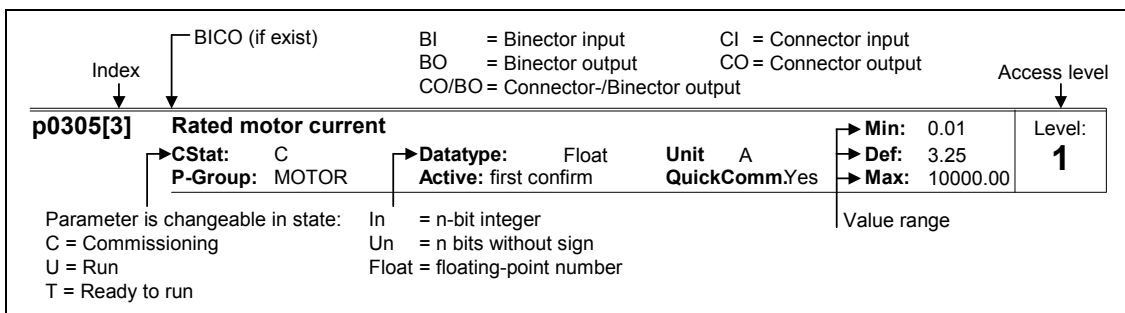 BICO (if exist) BI = Binector input CI = Connector input
Index BO = Binector output CO = Connector output Access level
CO/BO = Connector-/Binector output
p0305[3] Rated motor current Min: 0.01 Level:
CStat: C Datatype: Float Unit A Def: 3.25 1
P-Group: MOTOR Active: first confirm QuickComm. Yes Max: 10000.00
Parameter is changeable in state: In = n-bit integer Value range
C = Commissioning Un = n bits without sign
U = Run Float = floating-point number
T = Ready to run